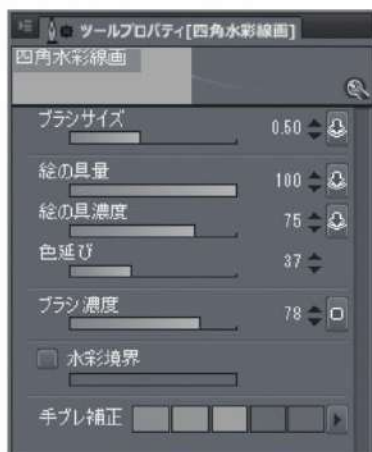 ツールプロパティ[四角水彩線画]
四角水彩線画
ブラシサイズ 0.50
絵の具量 100
絵の具濃度 75
色延び 37
ブラシ濃度 78
水彩境界
手ブレ補正